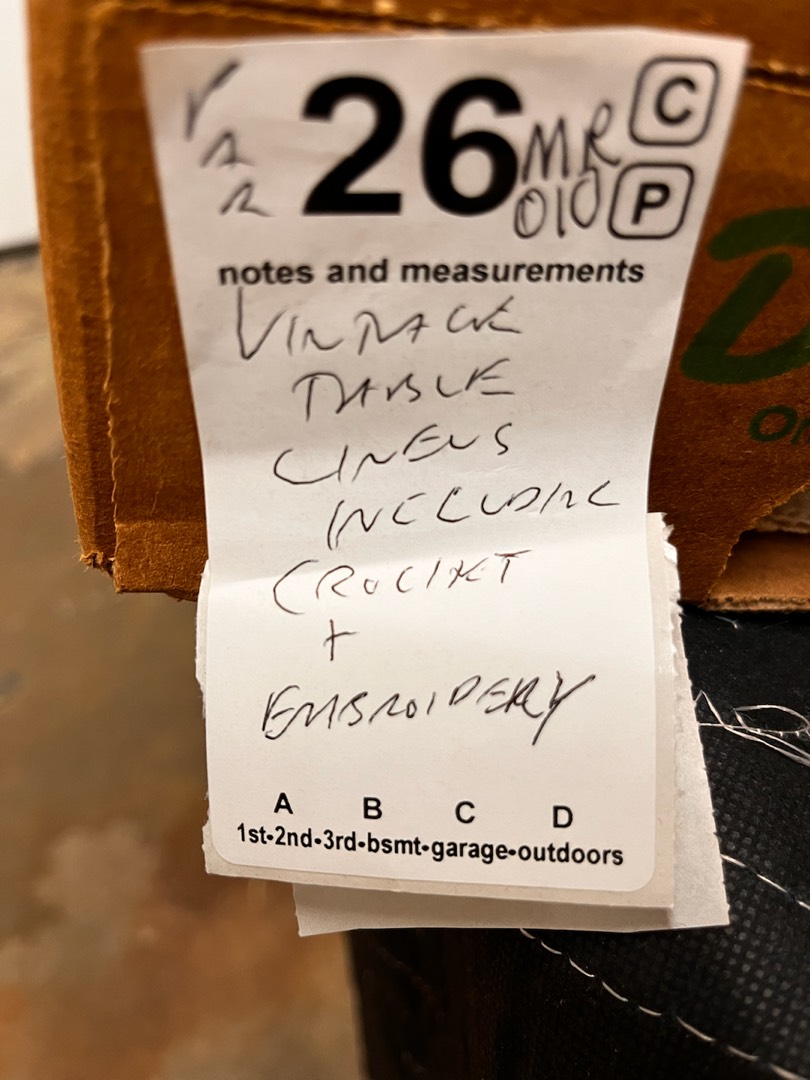 26 MR C
010 P
notes and measurements
VINTAGE
TABLE
LINENS
INCLUDING
CROCHET
+
EMBROIDERY
A B C D
1st-2nd-3rd-bsmt-garage-outdoors